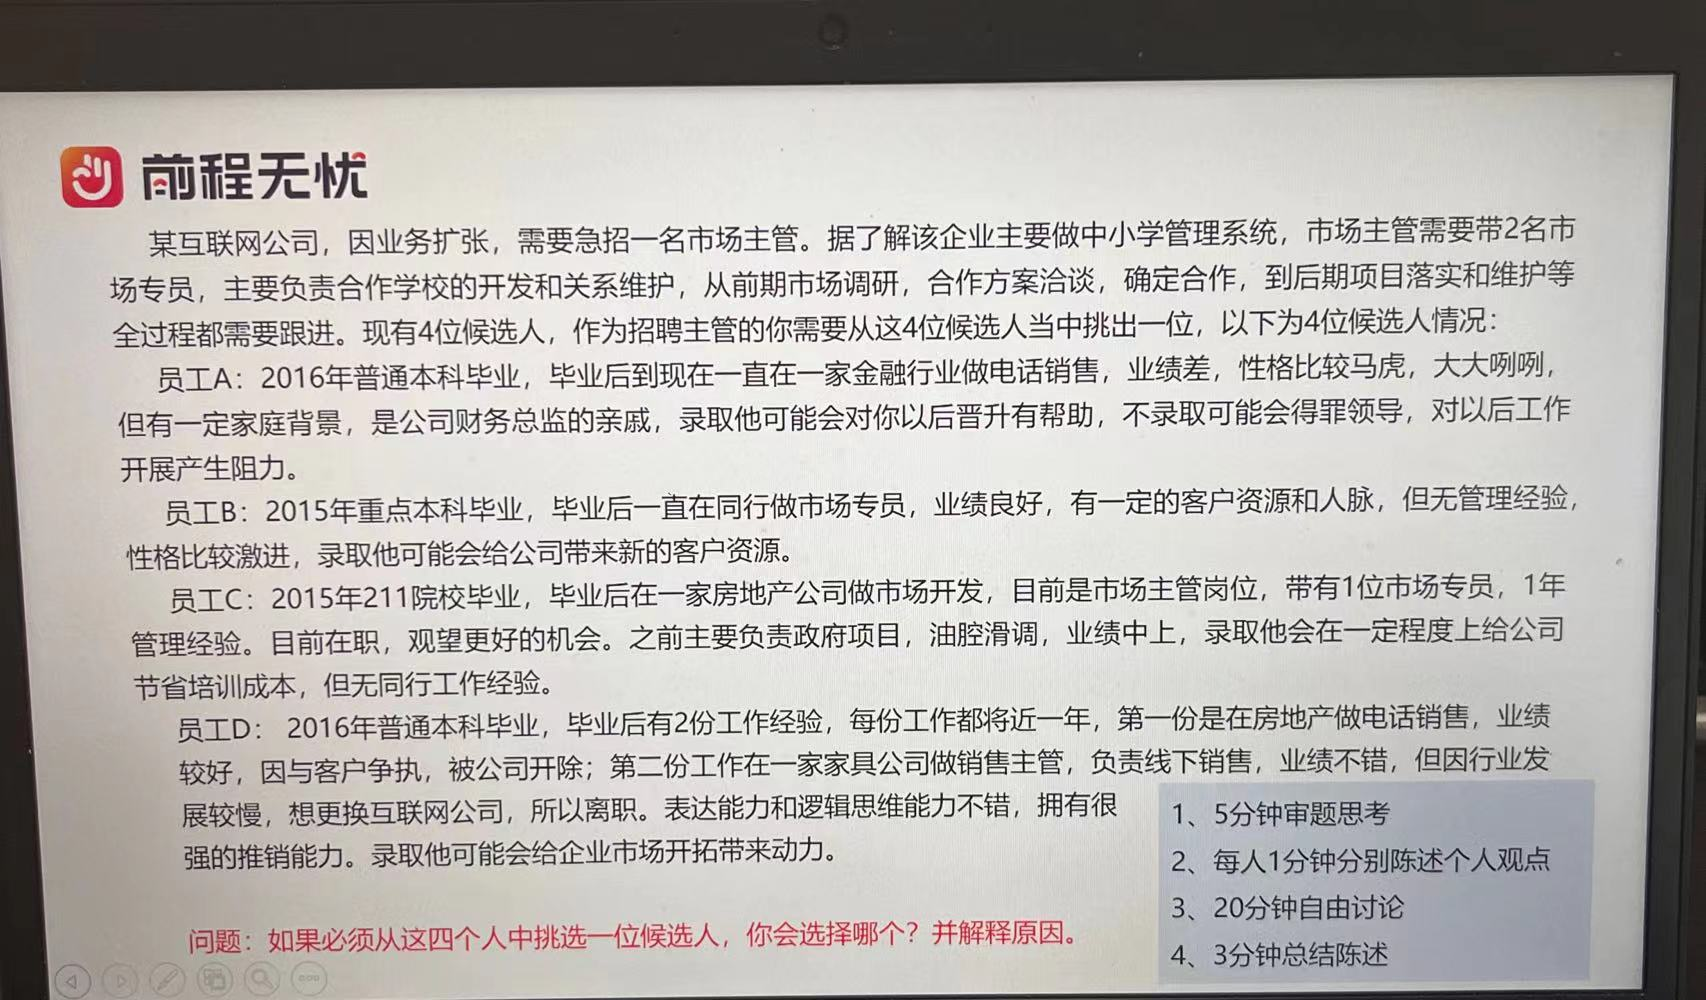 前程无忧
某互联网公司，因业务扩张，需要急招一名市场主管。据了解该企业主要做中小学管理系统，市场主管需要带2名市
场专员，主要负责合作学校的开发和关系维护，从前期市场调研，合作方案洽谈，确定合作，到后期项目落实和维护等
全过程都需要跟进。现有4位候选人，作为招聘主管的你需要从这4位候选人当中挑出一位，以下为4位候选人情况：
员工A：2016年普通本科毕业，毕业后到现在一直在一家金融行业做电话销售，业绩差，性格比较马虎，大大咧咧，
但有一定家庭背景，是公司财务总监的亲戚，录取他可能会对你以后晋升有帮助，不录取可能会得罪领导，对以后工作
开展产生阻力。
员工B：2015年重点本科毕业，毕业后一直在同行做市场专员，业绩良好，有一定的客户资源和人脉，但无管理经验，
性格比较激进，录取他可能会给公司带来新的客户资源。
员工C：2015年211院校毕业，毕业后在一家房地产公司做市场开发，目前是市场主管岗位，带有1位市场专员，1年
管理经验。目前在职，观望更好的机会。之前主要负责政府项目，油腔滑调，业绩中上，录取他会在一定程度上给公司
节省培训成本，但无同行工作经验。
员工D： 2016年普通本科毕业，毕业后有2份工作经验，每份工作都将近一年，第一份是在房地产做电话销售，业绩
较好，因与客户争执，被公司开除；第二份工作在一家家具公司做销售主管，负责线下销售，业绩不错，但因行业发
展较慢，想更换互联网公司，所以离职。表达能力和逻辑思维能力不错，拥有很
强的推销能力。录取他可能会给企业市场开拓带来动力。
问题：如果必须从这四个人中挑选一位候选人，你会选择哪个？并解释原因。
1、5分钟审题思考
2、每人1分钟分别陈述个人观点
3、20分钟自由讨论
4、3分钟总结陈述